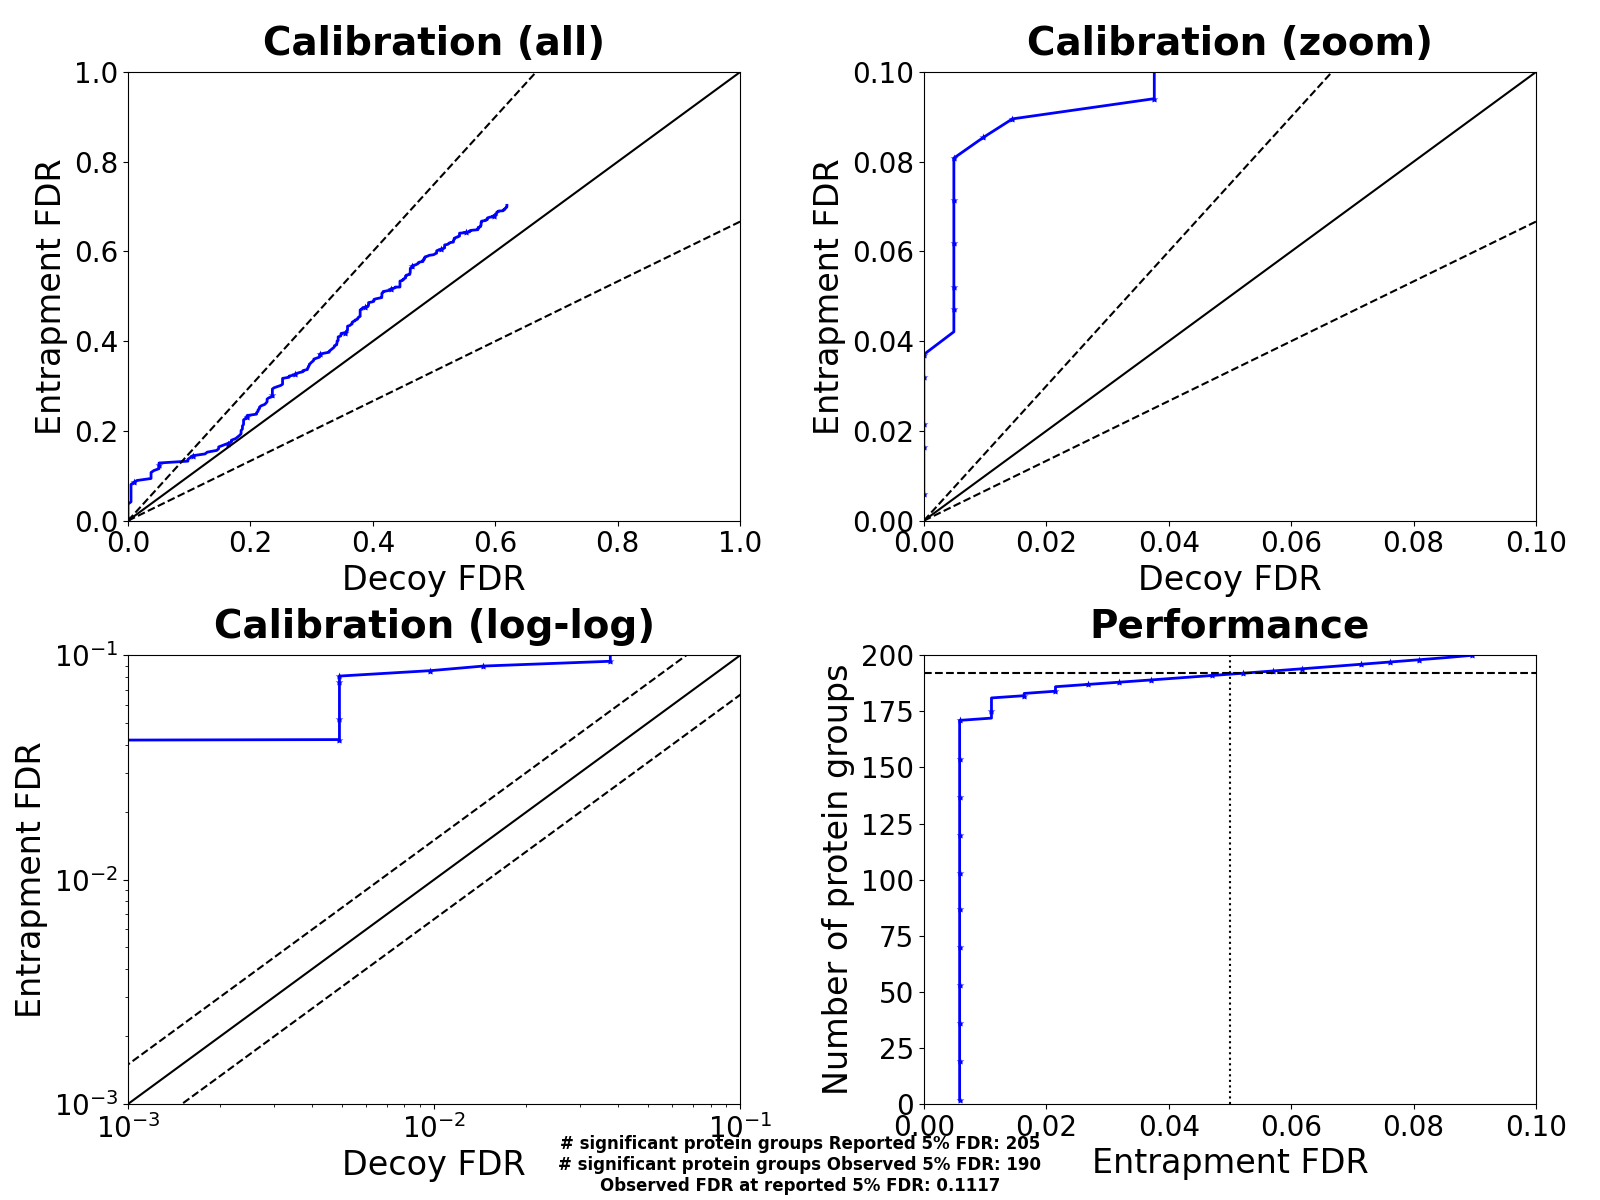 Calibration (all)
1.0
0.8
0.6
0.4
0.2
0.0
Entrapment FDR
0.0 0.2 0.4 0.6 0.8 1.0
Decoy FDR
Calibration (zoom)
0.10
0.08
0.06
0.04
0.02
0.00
Entrapment FDR
0.00 0.02 0.04 0.06 0.08 0.10
Decoy FDR
Calibration (log-log)
10⁻¹
10⁻²
10⁻³
Entrapment FDR
10⁻³ 10⁻² 10⁻¹
Decoy FDR
Performance
200
175
150
125
100
75
50
25
0
Number of protein groups
0.00 0.02 0.04 0.06 0.08 0.10
Entrapment FDR
# significant protein groups Reported 5% FDR: 205
# significant protein groups Observed 5% FDR: 190
Observed FDR at reported 5% FDR: 0.1117